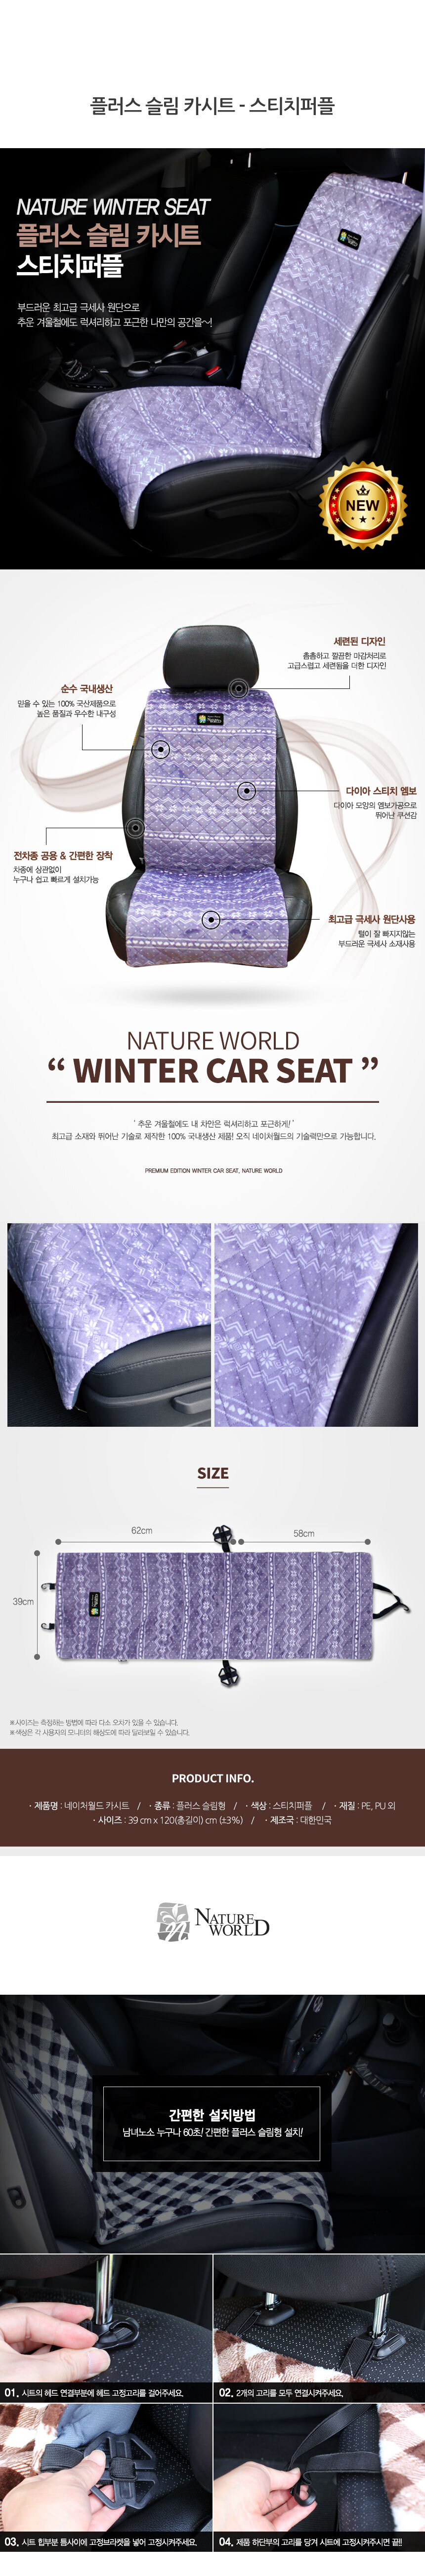 플러스 슬림 카시트 - 스티치퍼플
NATURE WINTER SEAT
플러스 슬림 카시트
스티치퍼플
부드러운 최고급 극세사 원단으로
추운 겨울철에도 럭셔리하고 포근한 나만의 공간을~!
NEW
세련된 디자인
촘촘하고 깔끔한 마감처리로
고급스럽고 세련됨을 더한 디자인
순수 국내생산
믿을 수 있는 100% 국산제품으로
높은 품질과 우수한 내구성
다이아 스티치 엠보
다이아 모양의 엠보가공으로
뛰어난 쿠션감
전차종 공용 & 간편한 장착
차종에 상관없이
누구나 쉽고 빠르게 설치가능
최고급 극세사 원단사용
털이 잘 빠지지않는
부드러운 극세사 소재사용
NATURE WORLD
“ WINTER CAR SEAT ”
' 추운 겨울철에도 내 차안은 럭셔리하고 포근하게! '
최고급 소재와 뛰어난 기술로 제작한 100% 국내생산 제품! 오직 네이처월드의 기술력만으로 가능합니다.
PREMIUM EDITION WINTER CAR SEAT, NATURE WORLD
SIZE
62cm
58cm
39cm
※사이즈는 측정하는 방법에 따라 다소 오차가 있을 수 있습니다.
※색상은 각 사용자의 모니터의 해상도에 따라 달라보일 수 있습니다.
PRODUCT INFO.
· 제품명 : 네이처월드 카시트 / · 종류 : 플러스 슬림형 / · 색상 : 스티치퍼플 / · 재질 : PE, PU 외
· 사이즈 : 39 cm x 120(총길이) cm (±3%) / · 제조국 : 대한민국
NATURE
WORLD
간편한 설치방법
남녀노소 누구나 60초! 간편한 플러스 슬림형 설치!
01. 시트의 헤드 연결부분에 헤드 고정고리를 걸어주세요.
02. 2개의 고리를 모두 연결시켜주세요.
03. 시트 힙부분 틈사이에 고정브라켓을 넣어 고정시켜주세요.
04. 제품 하단부의 고리를 당겨 시트에 고정시켜주시면 끝!!